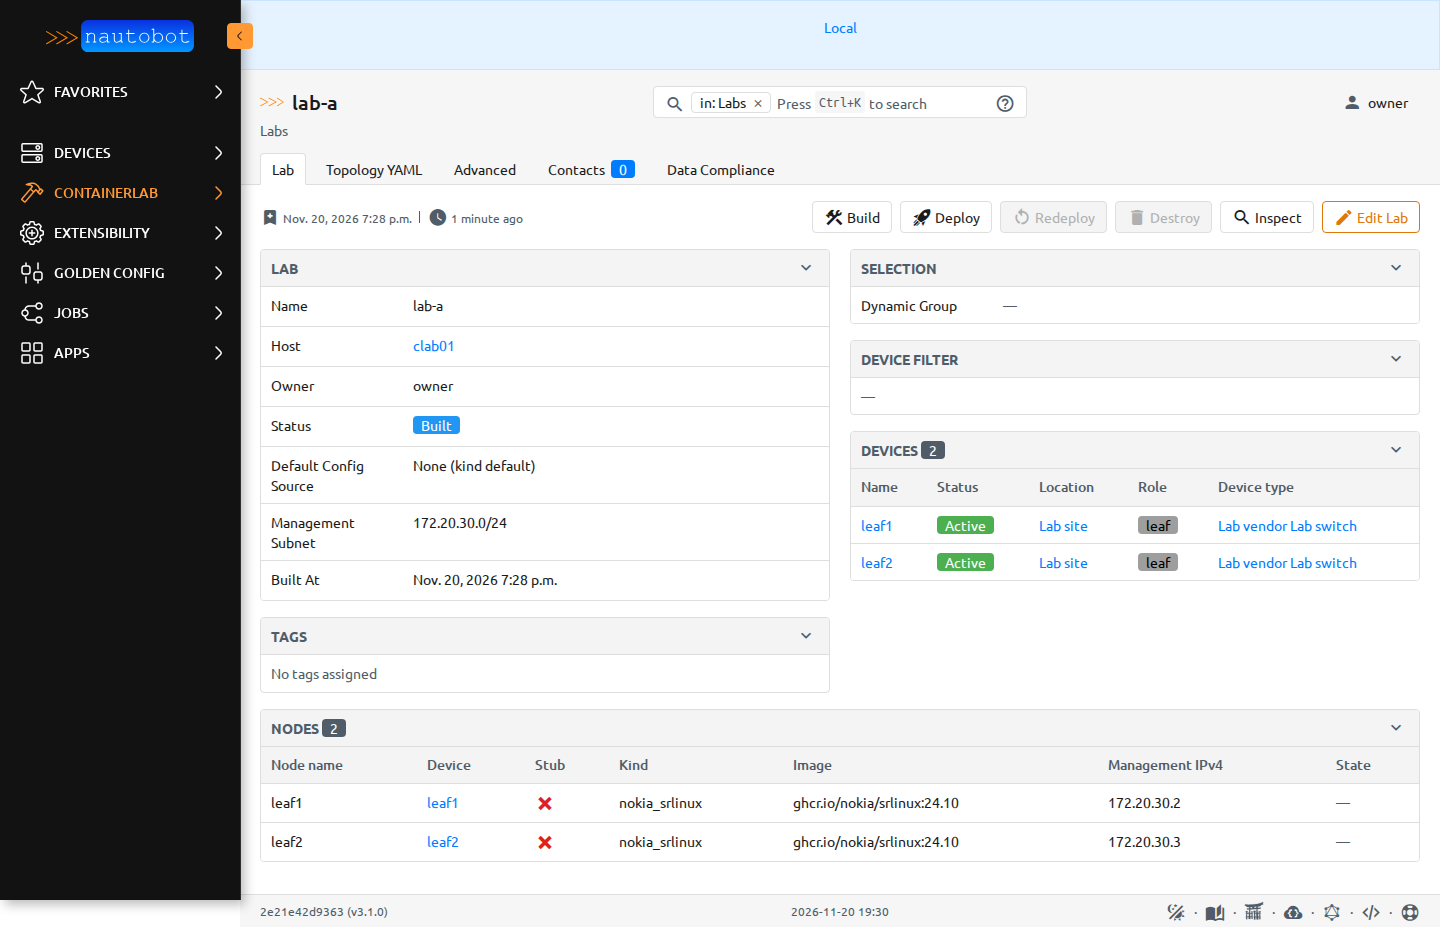 nautobot
Local
FAVORITES
lab-a
in: Labs × Press Ctrl+K to search
owner
Labs
DEVICES
CONTAINERLAB
EXTENSIBILITY
GOLDEN CONFIG
JOBS
APPS
Lab Topology YAML Advanced Contacts 0 Data Compliance
Nov. 20, 2026 7:28 p.m. 1 minute ago
Build Deploy Redeploy Destroy Inspect Edit Lab
LAB
Name lab-a
Host clab01
Owner owner
Status Built
Default Config None (kind default)
Source
Management 172.20.30.0/24
Subnet
Built At Nov. 20, 2026 7:28 p.m.
TAGS
No tags assigned
SELECTION
Dynamic Group —
DEVICE FILTER
—
DEVICES 2
Name Status Location Role Device type
leaf1 Active Lab site leaf Lab vendor Lab switch
leaf2 Active Lab site leaf Lab vendor Lab switch
NODES 2
Node name Device Stub Kind Image Management IPv4 State
leaf1 leaf1 nokia_srlinux ghcr.io/nokia/srlinux:24.10 172.20.30.2 —
leaf2 leaf2 nokia_srlinux ghcr.io/nokia/srlinux:24.10 172.20.30.3 —
2e21e42d9363 (v3.1.0) 2026-11-20 19:30